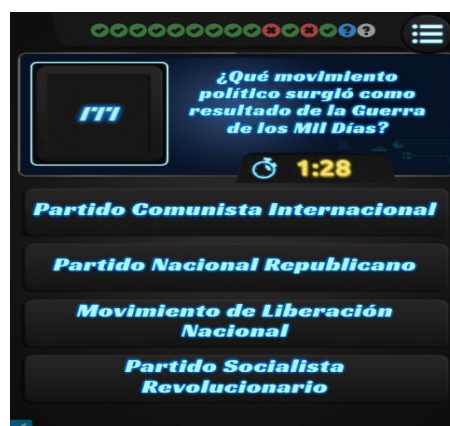 ¿Qué movimiento
político surgió como
resultado de la Guerra
de los Mil Días?
1:28
Partido Comunista Internacional
Partido Nacional Republicano
Movimiento de Liberación
Nacional
Partido Socialista
Revolucionario